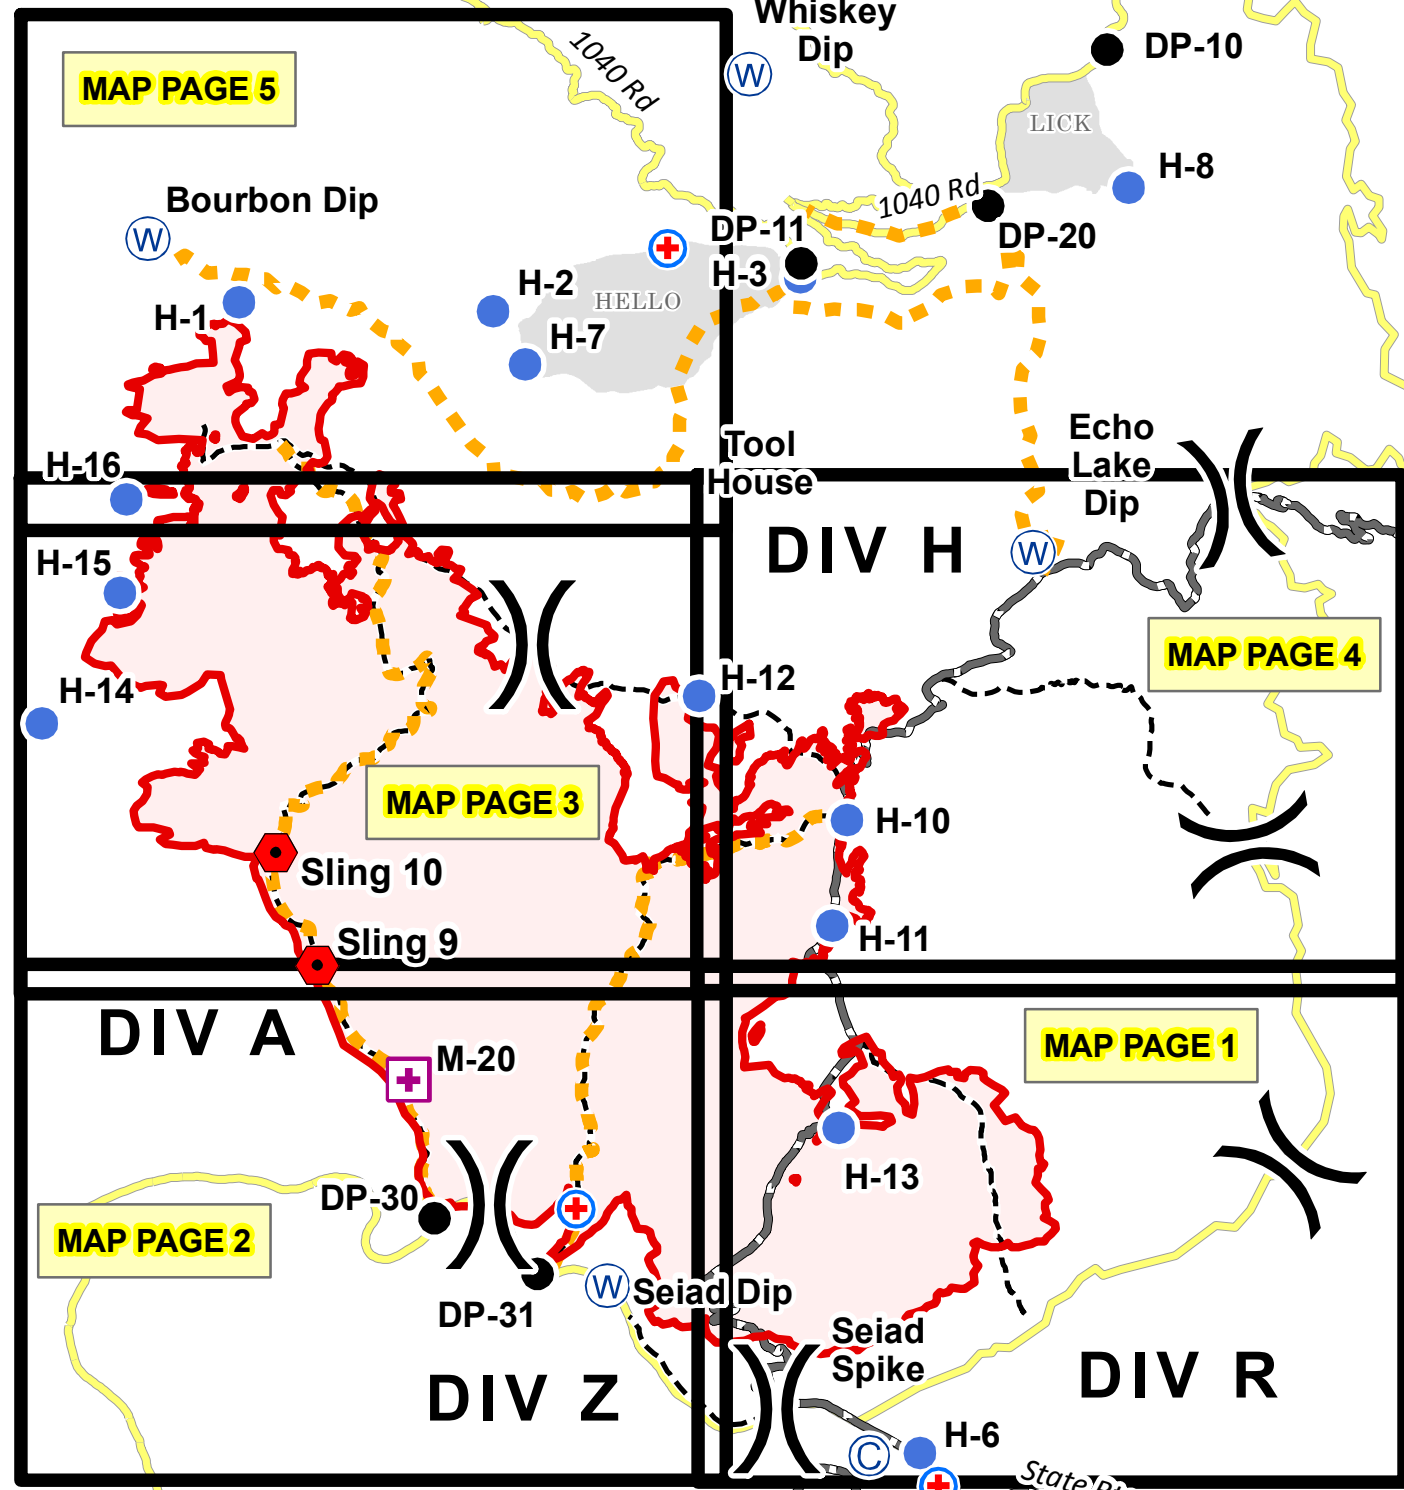 Whiskey
Dip
1040 Rd
W
DP-10
MAP PAGE 5
LICK
H-8
Bourbon Dip
W
1040 Rd
DP-11
DP-20
H-3
H-2
HELLO
H-1
H-7
Tool
House
Echo
Lake
Dip
H-16
DIV H
W
H-15
MAP PAGE 4
H-14
H-12
MAP PAGE 3
H-10
Sling 10
H-11
Sling 9
DIV A
MAP PAGE 1
M-20
H-13
DP-30
MAP PAGE 2
W
Seiad Dip
DP-31
Seiad
Spike
DIV Z
DIV R
H-6
C
State